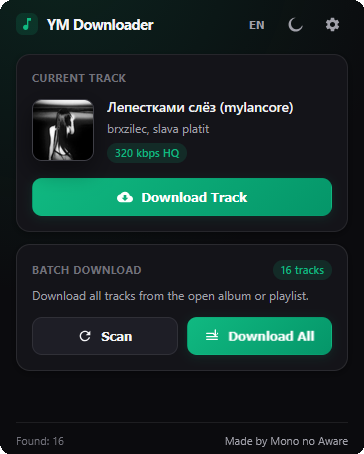 YM Downloader
EN
CURRENT TRACK
Лепестками слёз (mylancore)
brxzilec, slava platit
320 kbps HQ
Download Track
BATCH DOWNLOAD
16 tracks
Download all tracks from the open album or playlist.
Scan
Download All
Found: 16
Made by Mono no Aware